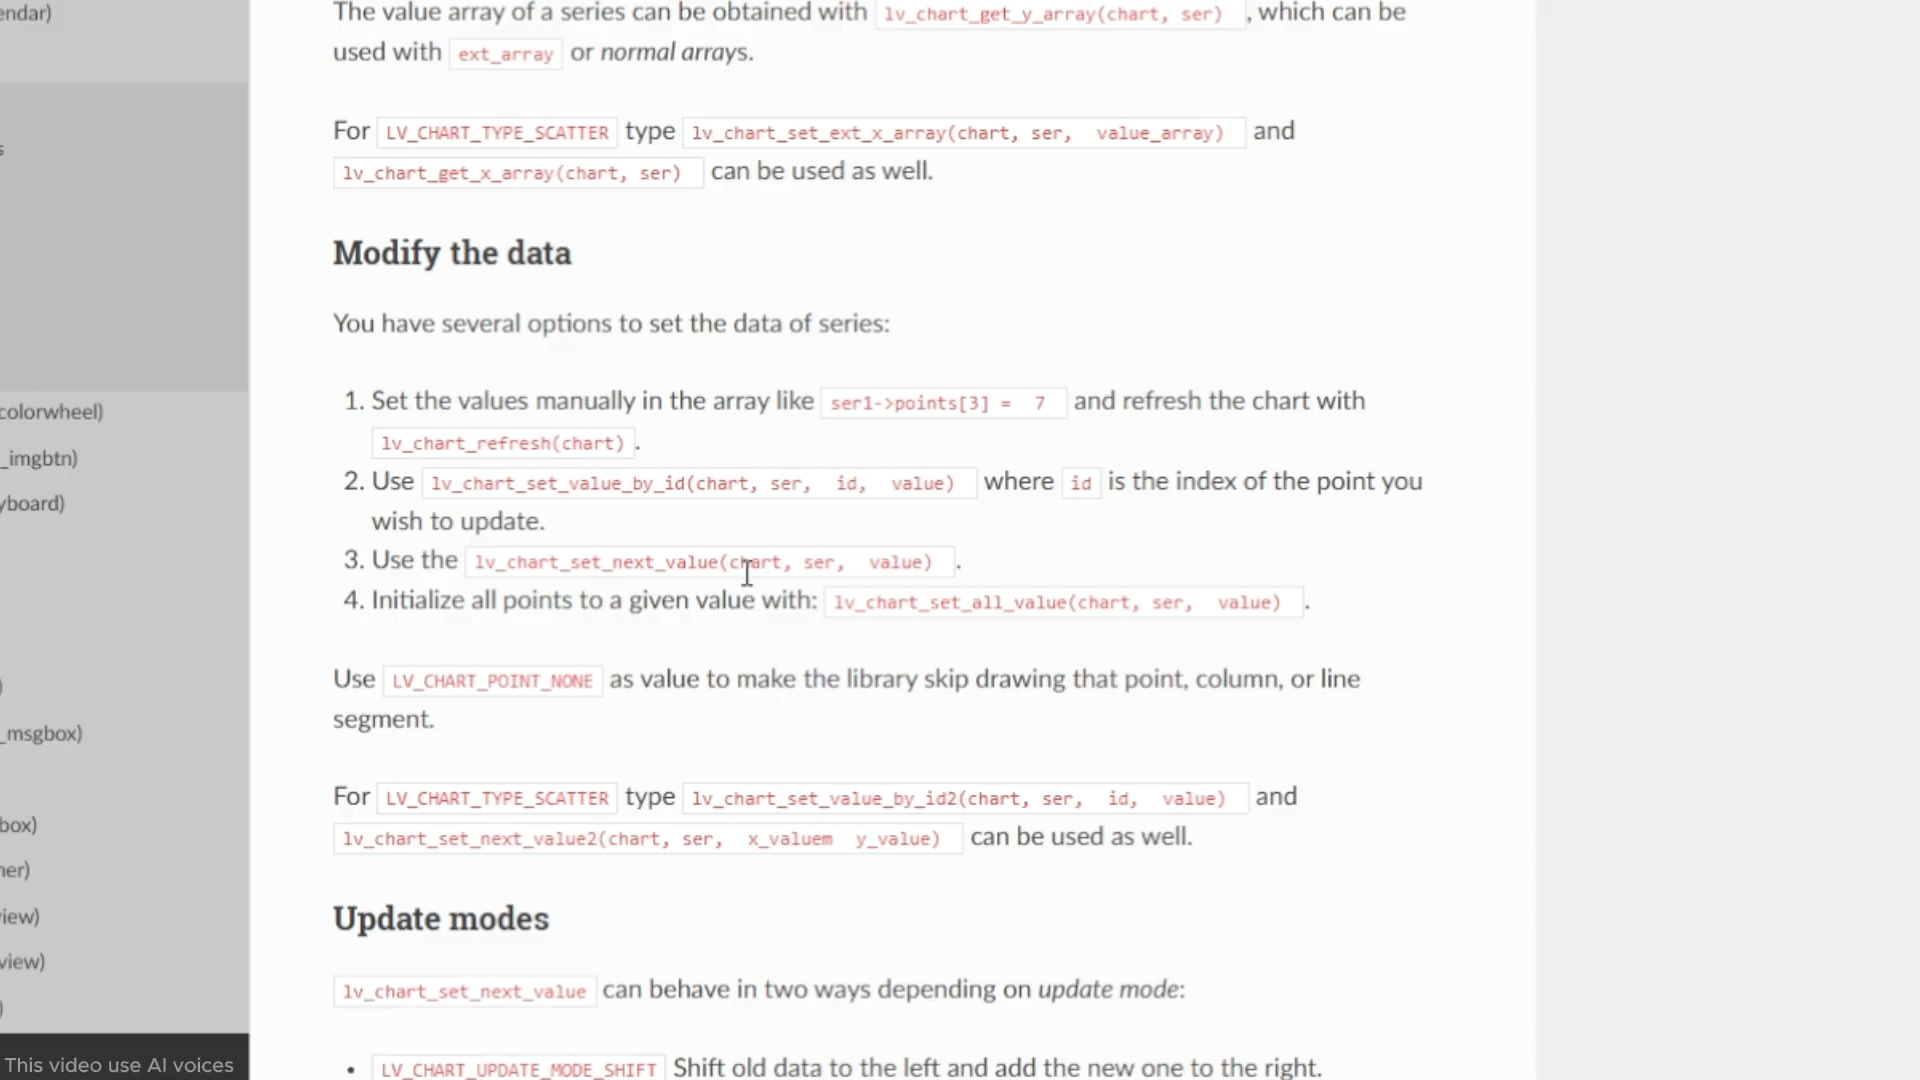 endar)
s
colorwheel)
_imgbtn)
yboard)
)
_msgbox)
box)
ner)
view)
view)
)
This video use AI voices
The value array of a series can be obtained with lv_chart_get_y_array(chart, ser) , which can be
used with ext_array or normal arrays.
For LV_CHART_TYPE_SCATTER type lv_chart_set_ext_x_array(chart, ser, value_array) and
lv_chart_get_x_array(chart, ser) can be used as well.
Modify the data
You have several options to set the data of series:
1. Set the values manually in the array like ser1->points[3] = 7 and refresh the chart with
lv_chart_refresh(chart) .
2. Use lv_chart_set_value_by_id(chart, ser, id, value) where id is the index of the point you
wish to update.
3. Use the lv_chart_set_next_value(chart, ser, value) .
4. Initialize all points to a given value with: lv_chart_set_all_value(chart, ser, value) .
Use LV_CHART_POINT_NONE as value to make the library skip drawing that point, column, or line
segment.
For LV_CHART_TYPE_SCATTER type lv_chart_set_value_by_id2(chart, ser, id, value) and
lv_chart_set_next_value2(chart, ser, x_valuem y_value) can be used as well.
Update modes
lv_chart_set_next_value can behave in two ways depending on update mode:
• LV_CHART_UPDATE_MODE_SHIFT Shift old data to the left and add the new one to the right.